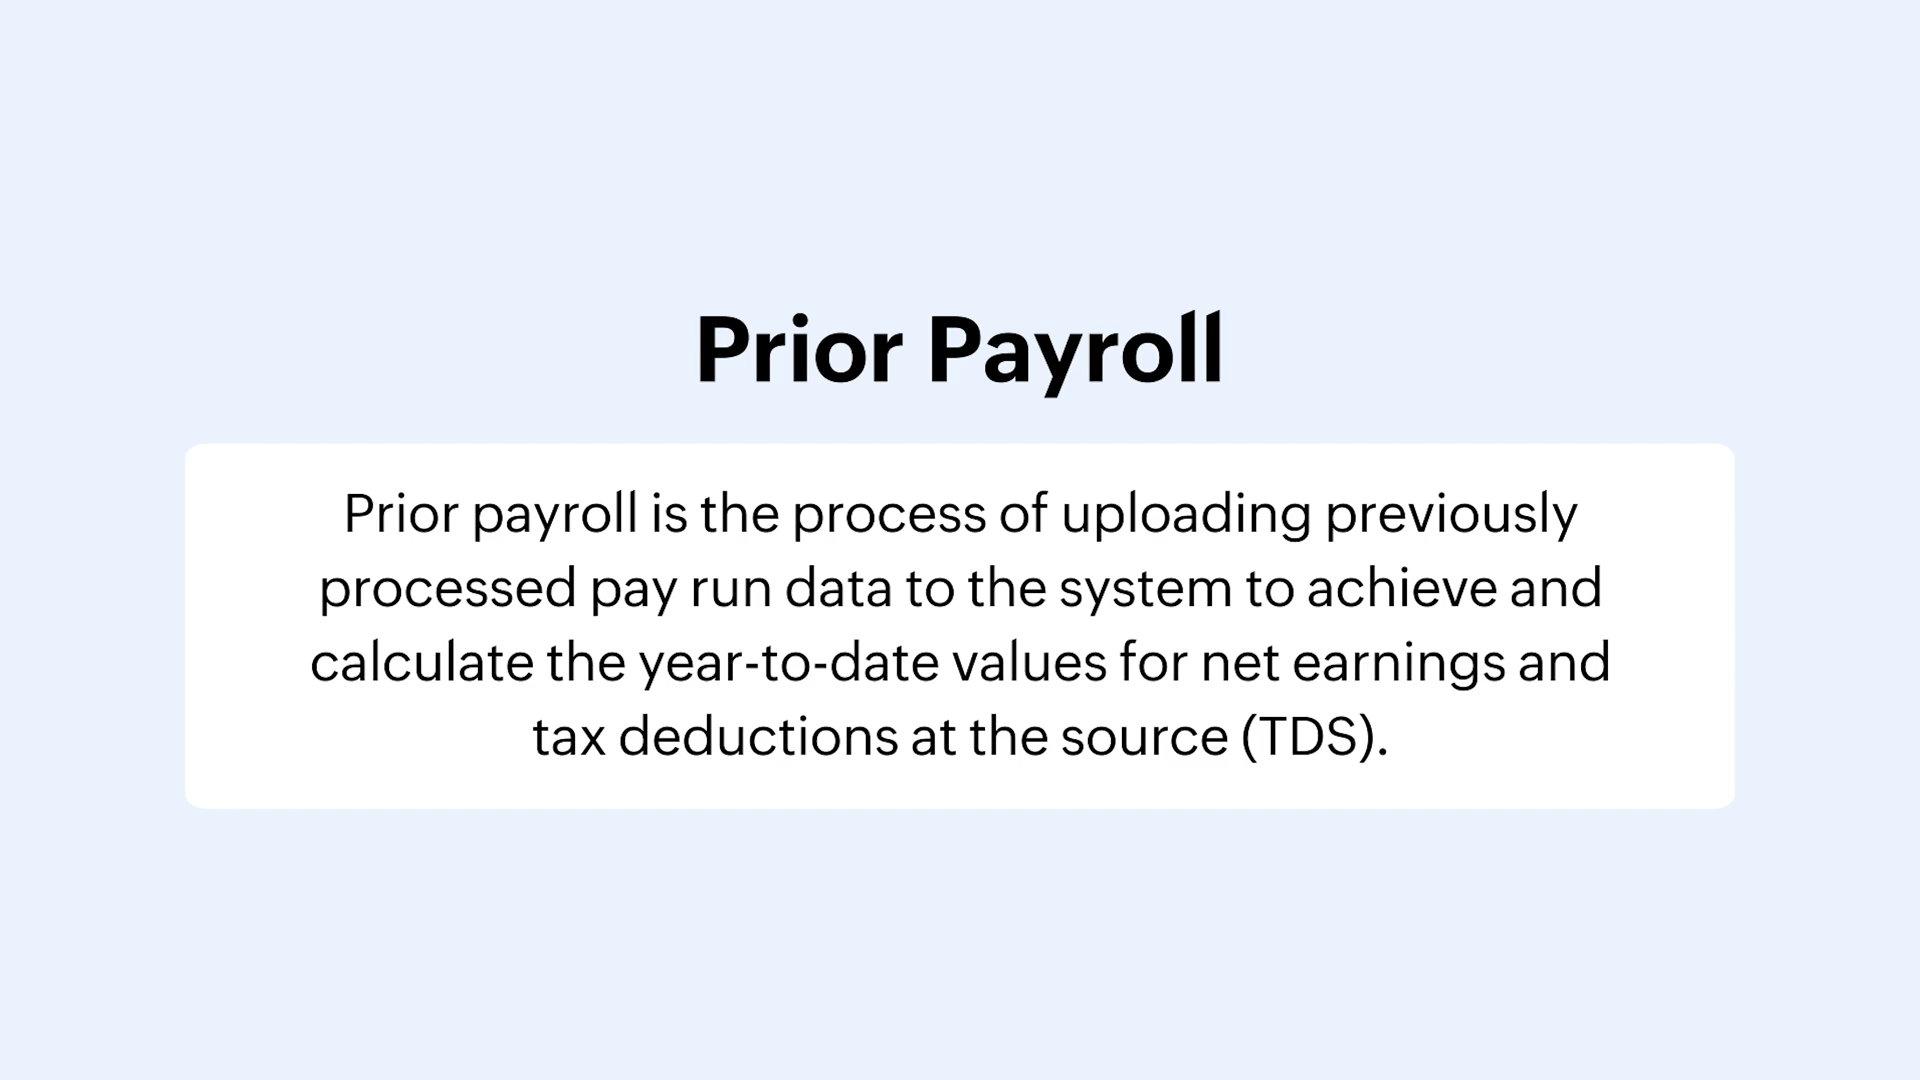 Prior Payroll
Prior payroll is the process of uploading previously
processed pay run data to the system to achieve and
calculate the year-to-date values for net earnings and
tax deductions at the source (TDS).